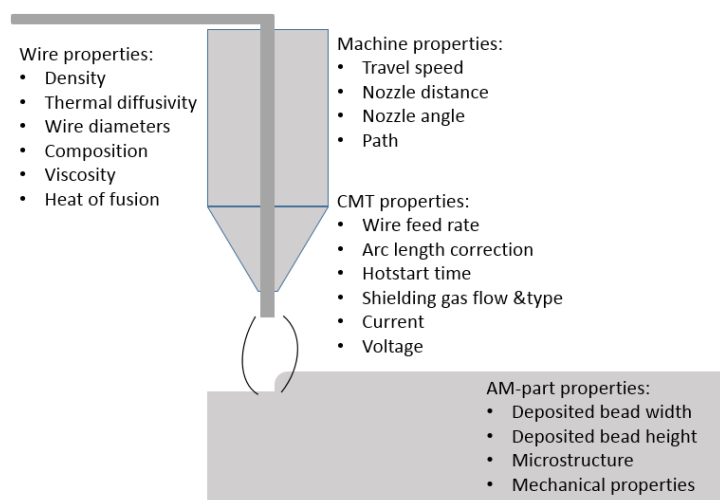 Wire properties:
• Density
• Thermal diffusivity
• Wire diameters
• Composition
• Viscosity
• Heat of fusion
Machine properties:
• Travel speed
• Nozzle distance
• Nozzle angle
• Path
CMT properties:
• Wire feed rate
• Arc length correction
• Hotstart time
• Shielding gas flow &type
• Current
• Voltage
AM-part properties:
• Deposited bead width
• Deposited bead height
• Microstructure
• Mechanical properties